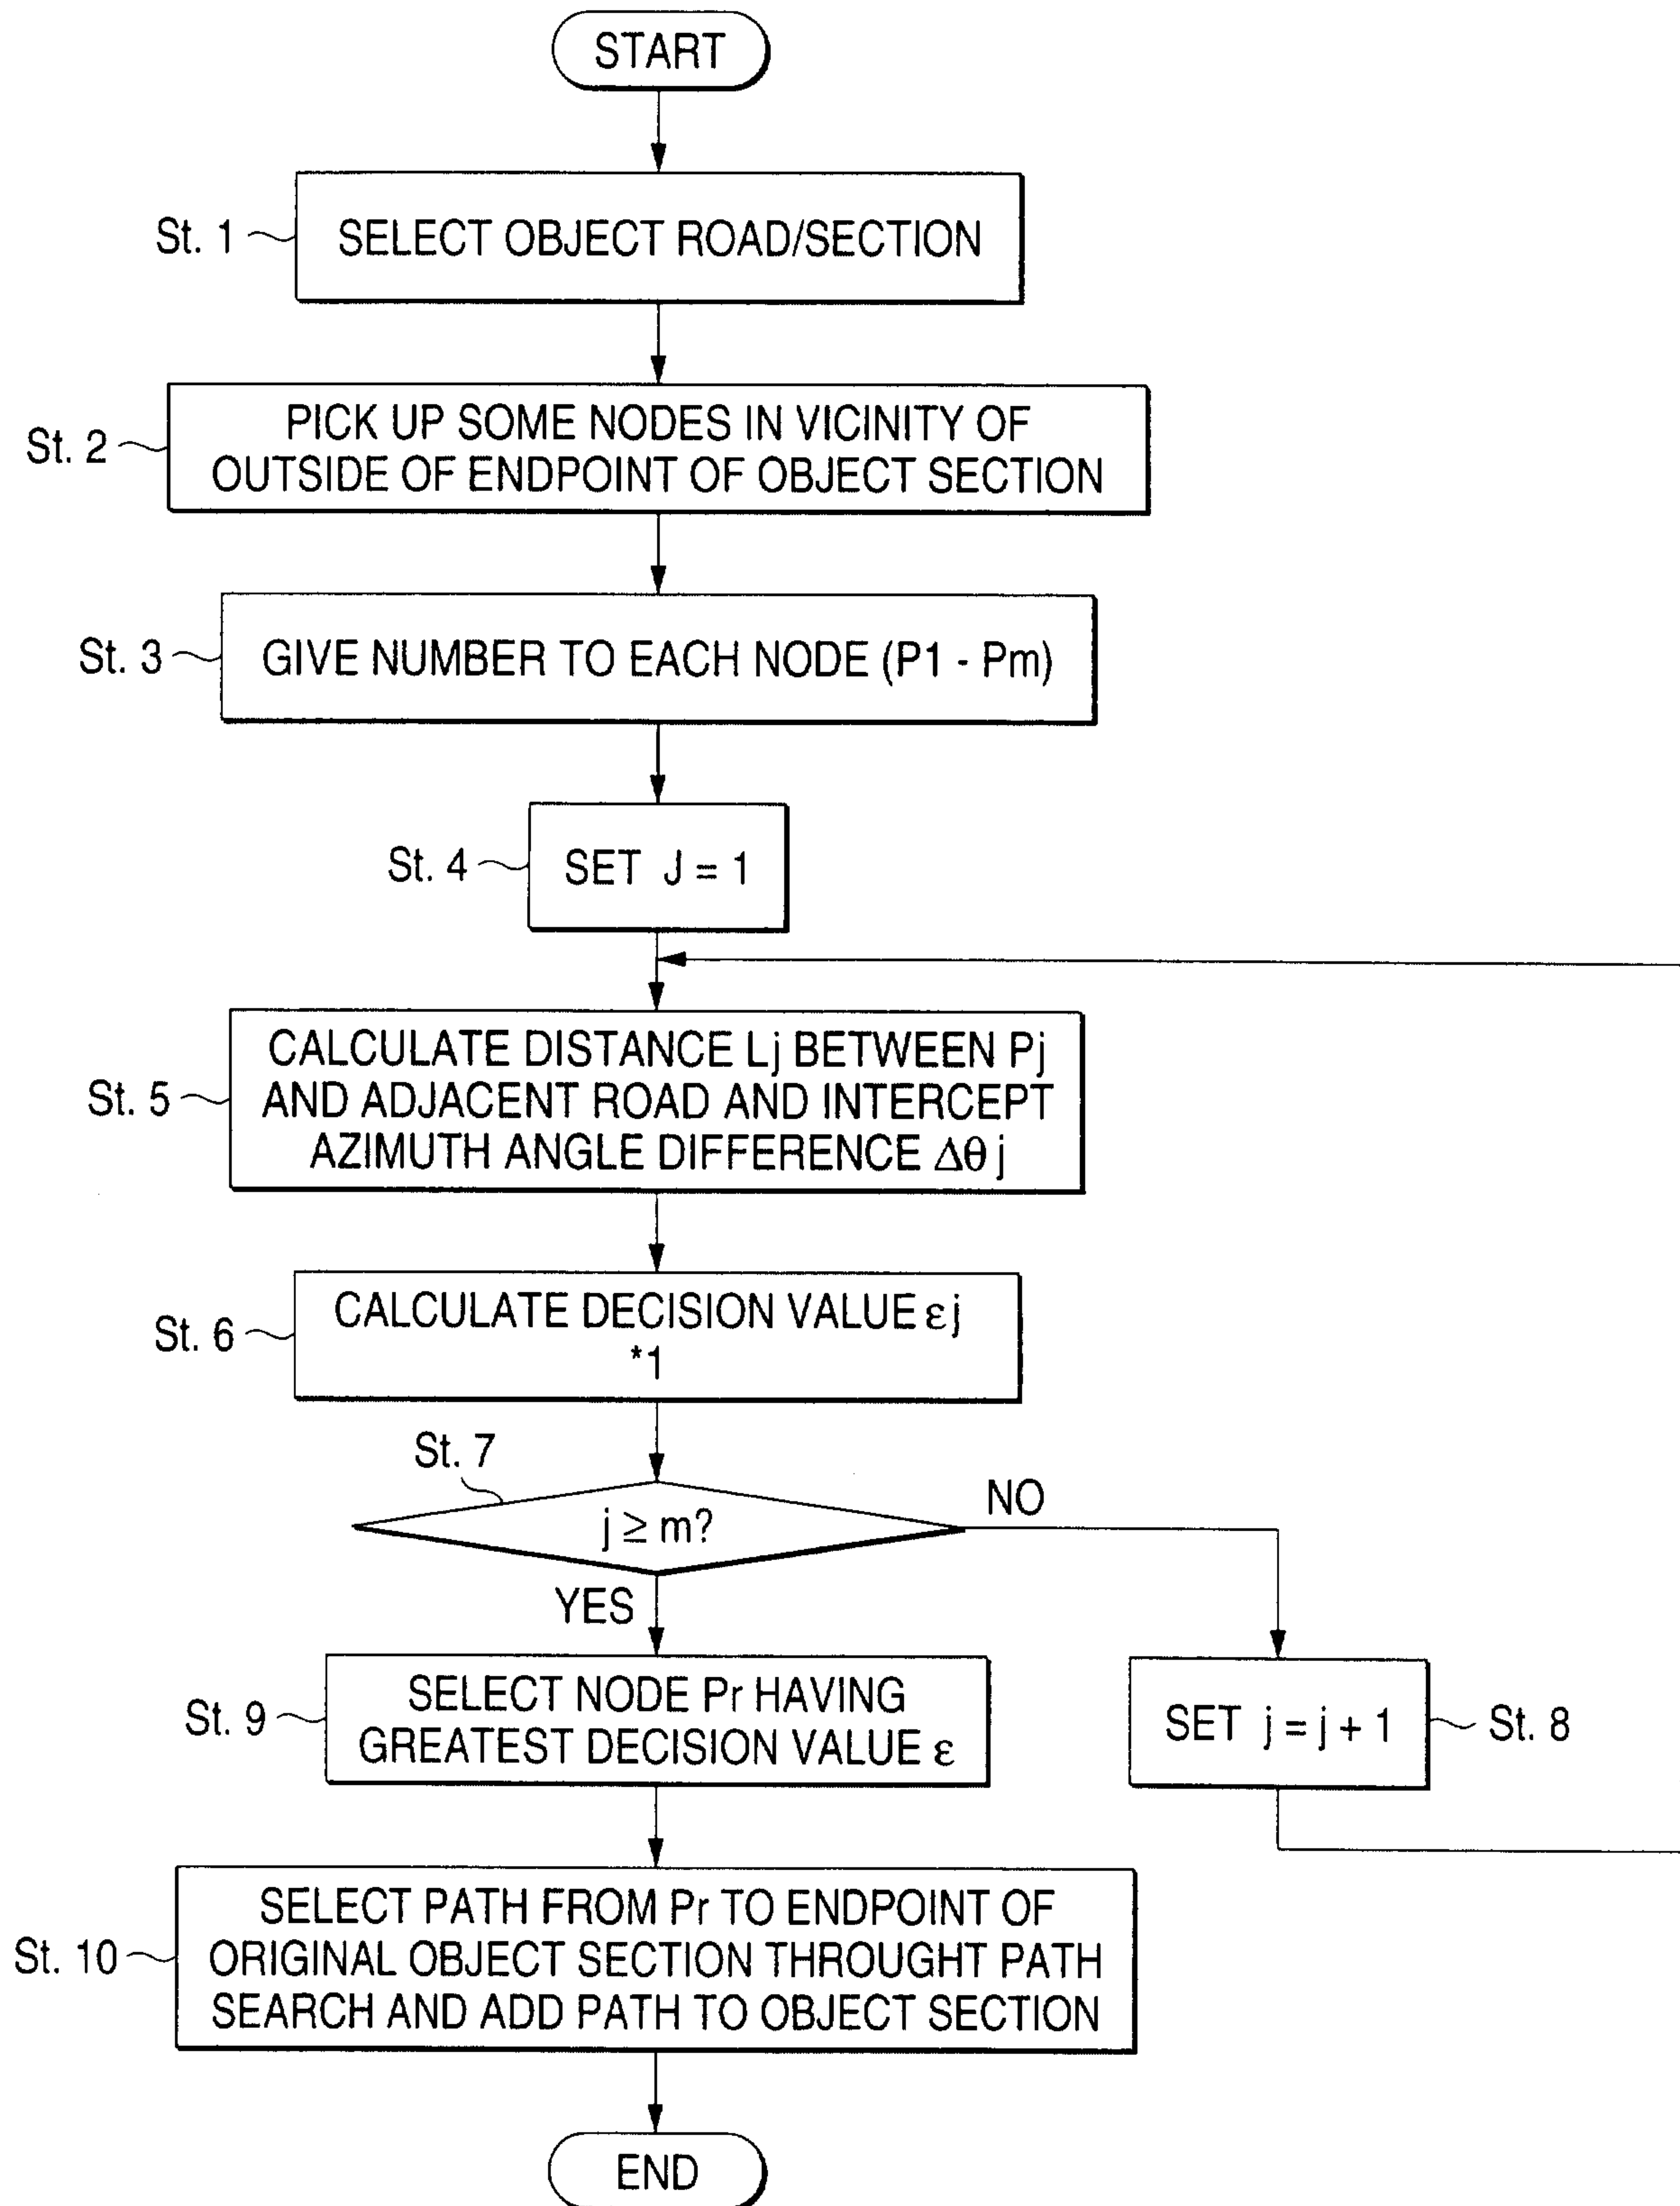 START
St. 1
SELECT OBJECT ROAD/SECTION
St. 2
PICK UP SOME NODES IN VICINITY OF
OUTSIDE OF ENDPOINT OF OBJECT SECTION
St. 3
GIVE NUMBER TO EACH NODE (P1 - Pm)
St. 4
SET J = 1
St. 5
CALCULATE DISTANCE Lj BETWEEN Pj
AND ADJACENT ROAD AND INTERCEPT
AZIMUTH ANGLE DIFFERENCE Δθ j
St. 6
CALCULATE DECISION VALUE ε j
*1
St. 7
j ≥ m?
NO
YES
St. 9
SELECT NODE Pr HAVING
GREATEST DECISION VALUE ε
SET j = j + 1
St. 8
St. 10
SELECT PATH FROM Pr TO ENDPOINT OF
ORIGINAL OBJECT SECTION THROUGHT PATH
SEARCH AND ADD PATH TO OBJECT SECTION
END